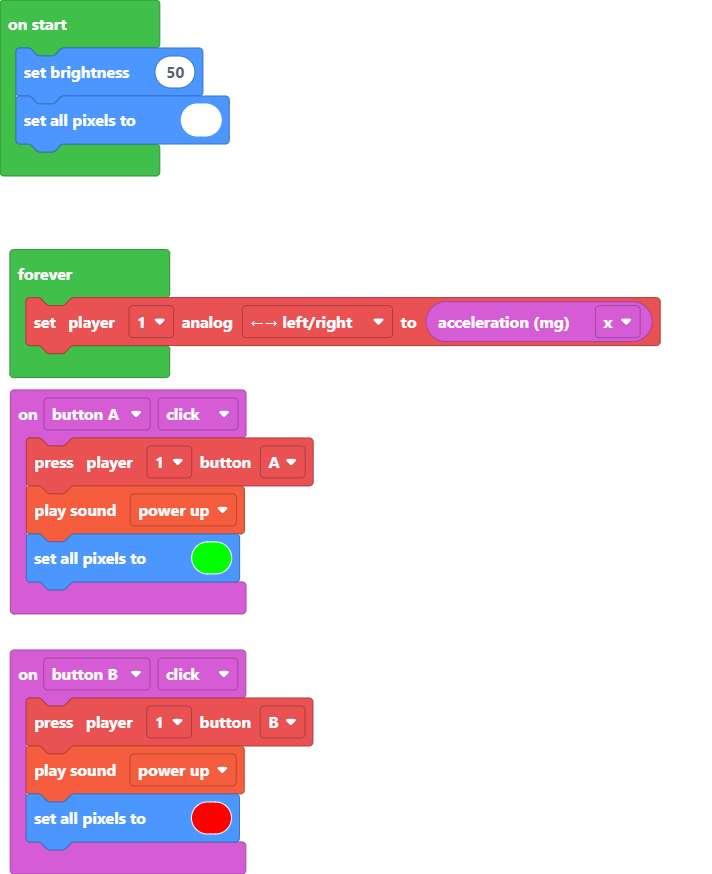 on start
set brightness 50
set all pixels to
forever
set player 1 analog ←→ left/right to acceleration (mg) x
on button A click
press player 1 button A
play sound power up
set all pixels to
on button B click
press player 1 button B
play sound power up
set all pixels to